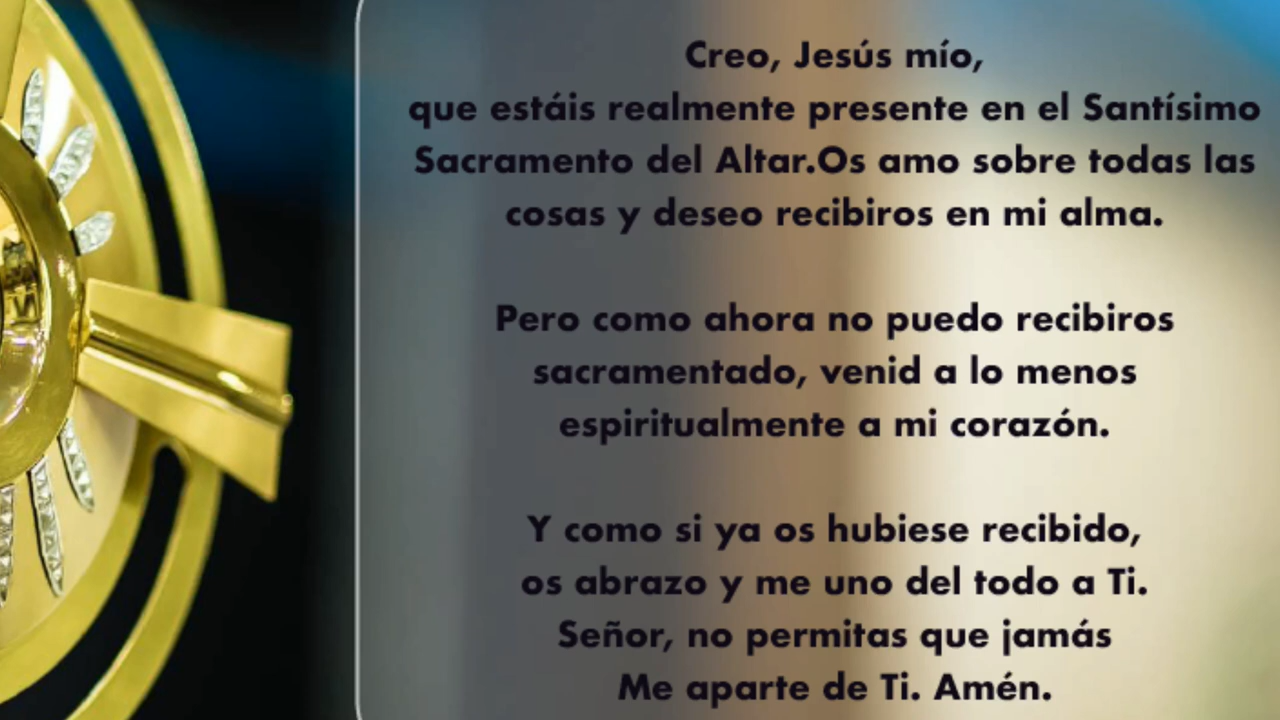 Creo, Jesús mío,
que estáis realmente presente en el Santísimo
Sacramento del Altar.Os amo sobre todas las
cosas y deseo recibiros en mi alma.
Pero como ahora no puedo recibiros
sacramentado, venid a lo menos
espiritualmente a mi corazón.
Y como si ya os hubiese recibido,
os abrazo y me uno del todo a Ti.
Señor, no permitas que jamás
Me aparte de Ti. Amén.